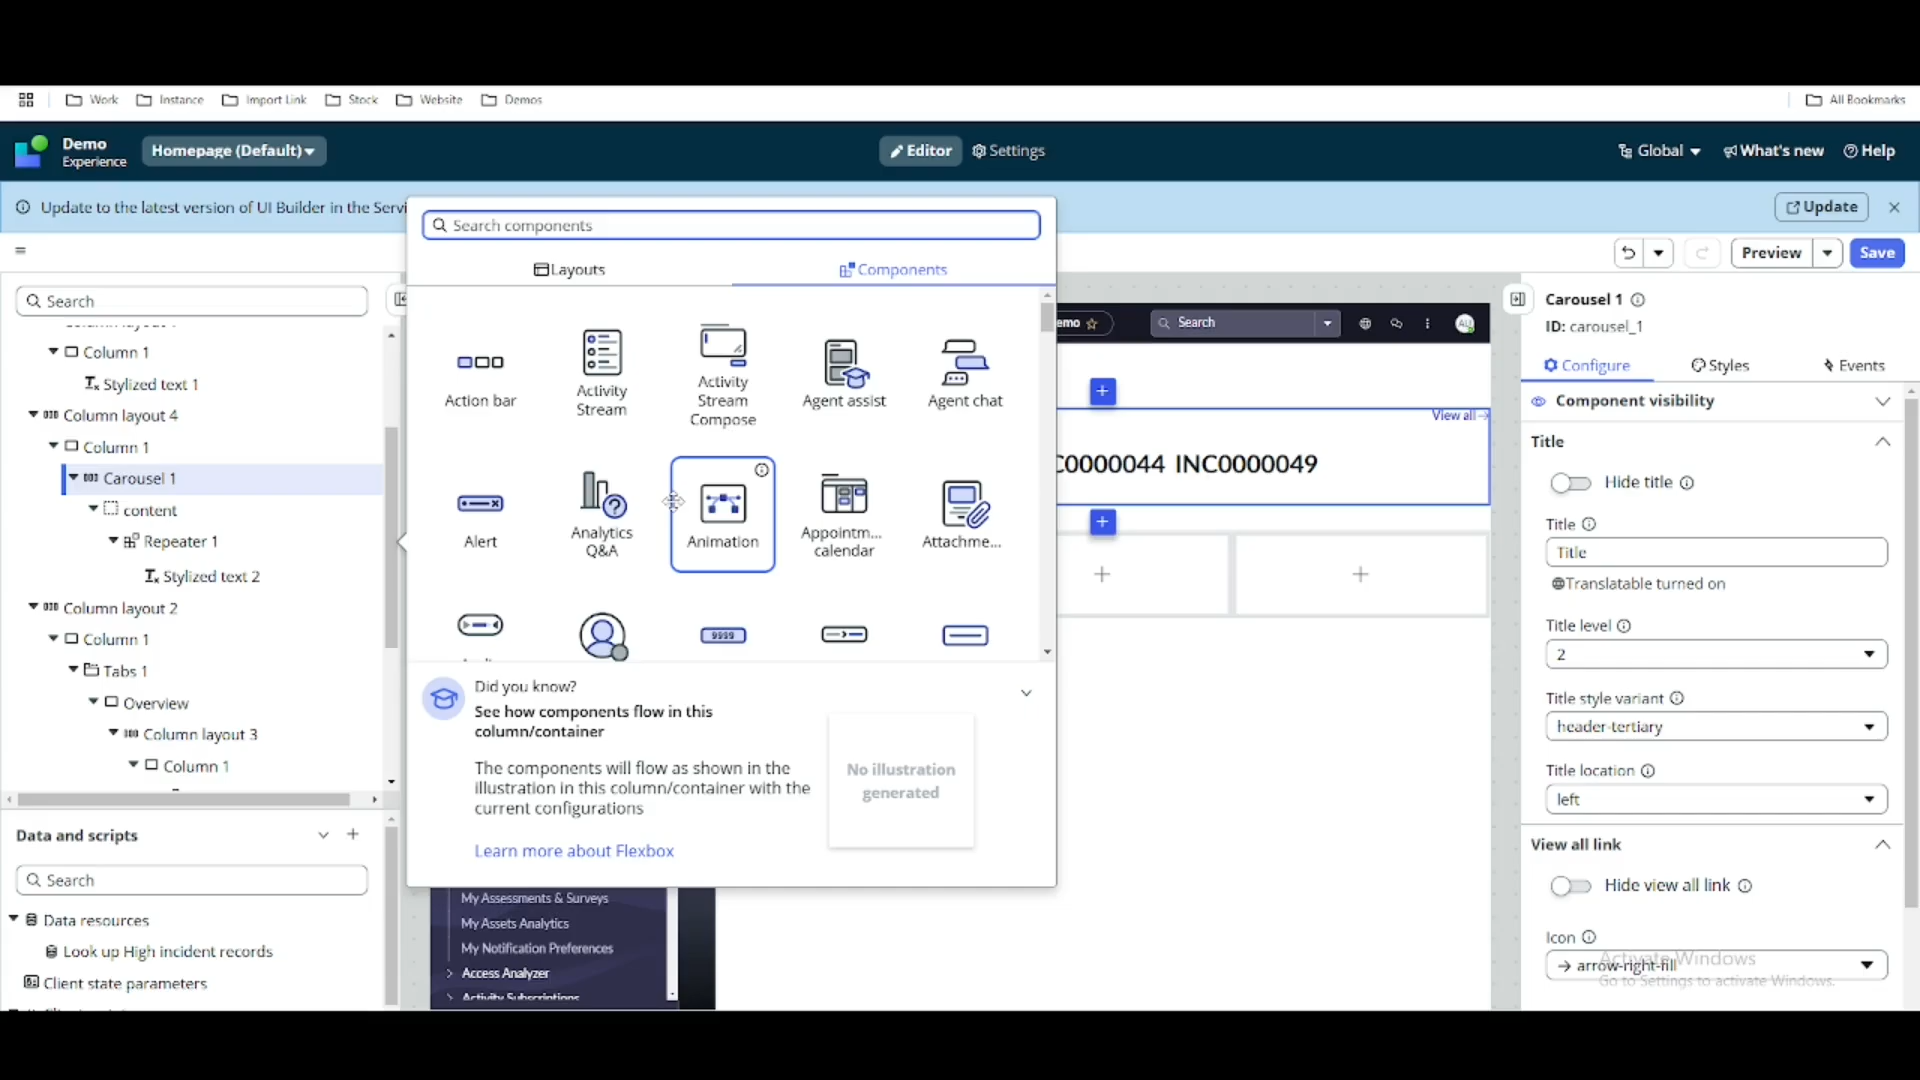 Work Instance Import Link Stock Website Demos All Bookmarks
Demo
Experience
Homepage (Default)
Editor
Settings
Global
What's new
Help
Update to the latest version of UI Builder in the Servi
Update
Preview
Save
Search
Column 1
Stylized text 1
Column layout 4
Column 1
Carousel 1
content
Repeater 1
Stylized text 2
Column layout 2
Column 1
Tabs 1
Overview
Column layout 3
Column 1
Data and scripts
Search
Data resources
Look up High incident records
Client state parameters
Search components
Layouts
Components
Action bar
Activity
Stream
Activity
Stream
Compose
Agent assist
Agent chat
Alert
Analytics
Q&A
Animation
Appointm...
calendar
Attachme...
9999
Did you know?
See how components flow in this
column/container
The components will flow as shown in the
illustration in this column/container with the
current configurations
Learn more about Flexbox
No illustration
generated
My Assessments & Surveys
My Assets Analytics
My Notification Preferences
Access Analyzer
Activity Subscriptions
emo
Search
AU
View all
C0000044 INC0000049
Carousel 1
ID: carousel_1
Configure
Styles
Events
Component visibility
Title
Hide title
Title
Title
Translatable turned on
Title level
2
Title style variant
header-tertiary
Title location
left
View all link
Hide view all link
Icon
arrow-right-fill
Activate Windows
Go to Settings to activate Windows.